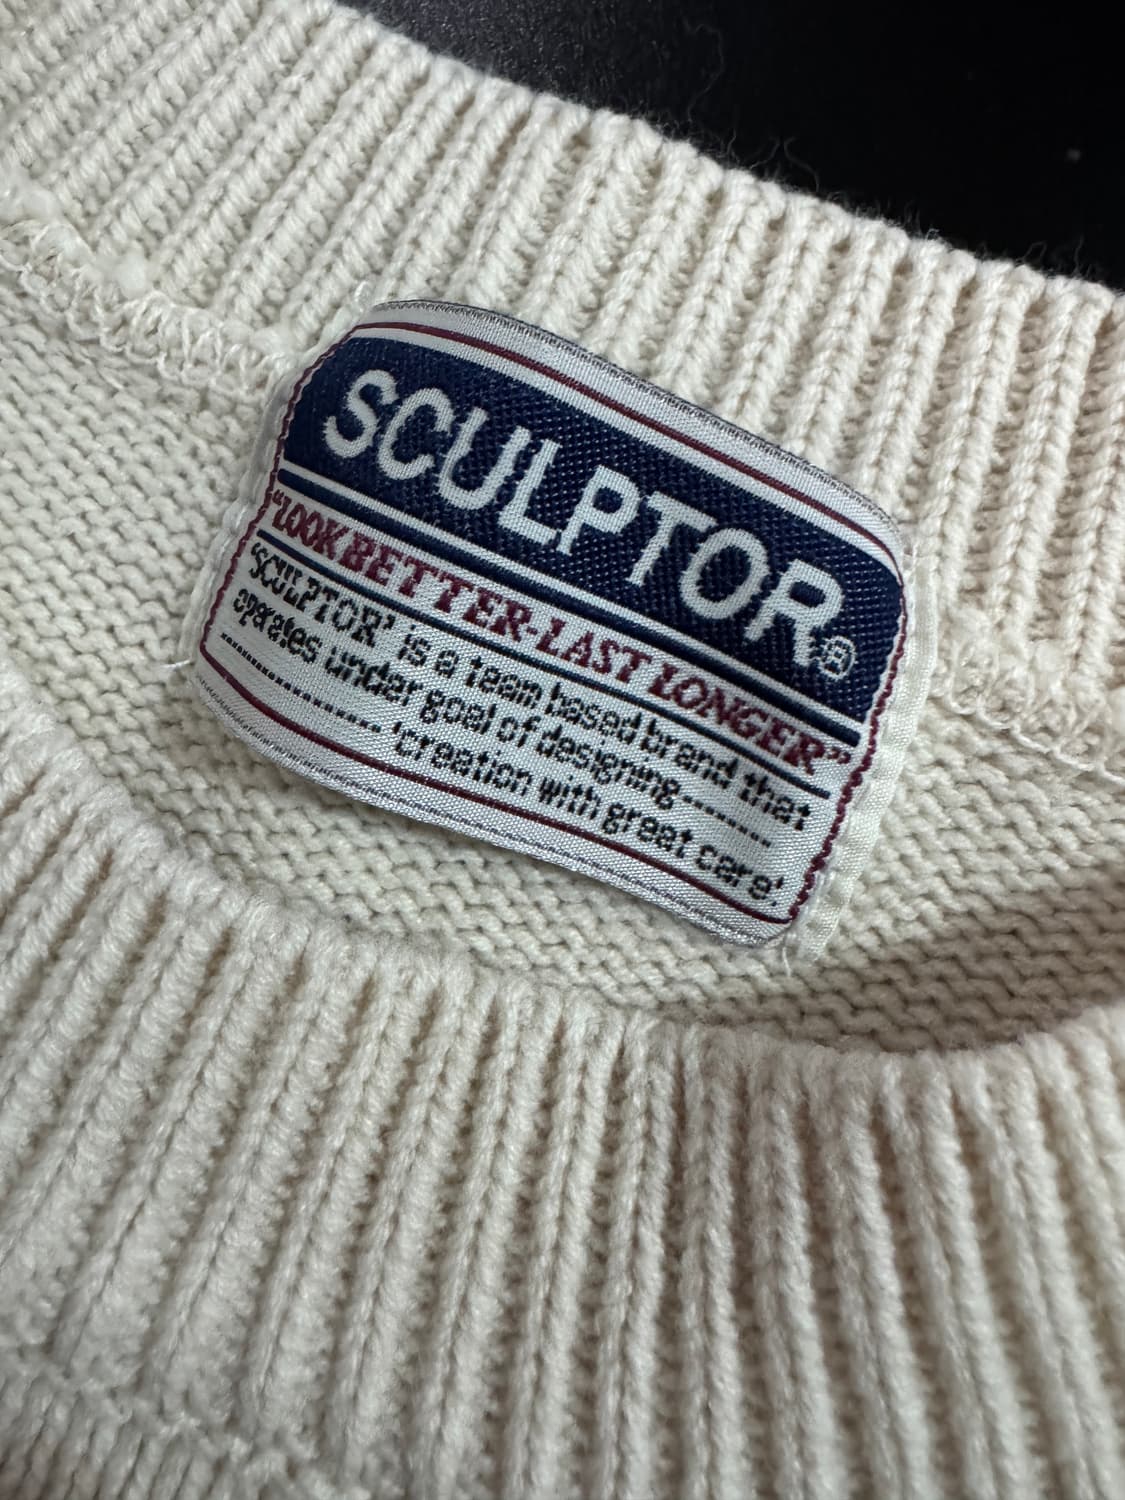 SCULPTOR®
"LOOK BETTER-LAST LONGER"
'SCULPTOR' is a team based brand that
operates under goal of designing..........
.................... 'creation with great care'.